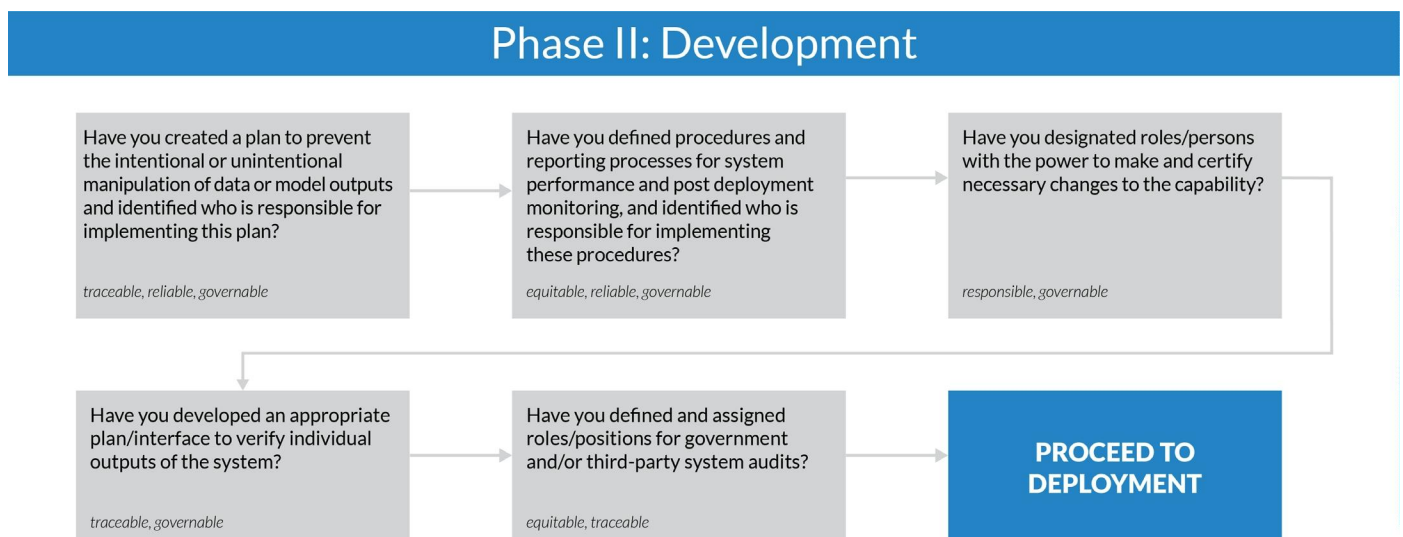 Phase II: Development
Have you created a plan to prevent
the intentional or unintentional
manipulation of data or model outputs
and identified who is responsible for
implementing this plan?
traceable, reliable, governable
Have you defined procedures and
reporting processes for system
performance and post deployment
monitoring, and identified who is
responsible for implementing
these procedures?
equitable, reliable, governable
Have you designated roles/persons
with the power to make and certify
necessary changes to the capability?
responsible, governable
Have you developed an appropriate
plan/interface to verify individual
outputs of the system?
traceable, governable
Have you defined and assigned
roles/positions for government
and/or third-party system audits?
equitable, traceable
PROCEED TO
DEPLOYMENT